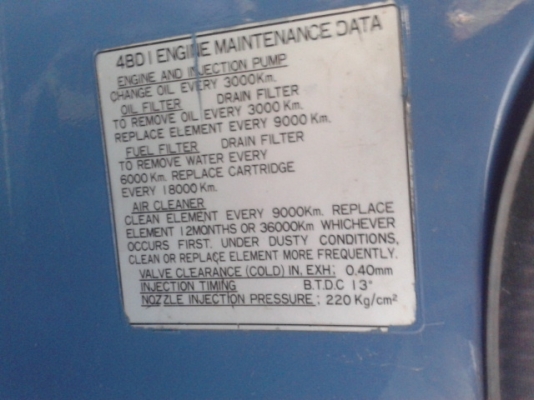 4BD1 ENGINE MAINTENANCE DATA
ENGINE AND INJECTION PUMP
CHANGE OIL EVERY 3000Km.
OIL FILTER DRAIN FILTER
TO REMOVE OIL EVERY 3000 Km.
REPLACE ELEMENT EVERY 9000 Km.
FUEL FILTER DRAIN FILTER
TO REMOVE WATER EVERY
6000 Km. REPLACE CARTRIDGE
EVERY 18000 Km.
AIR CLEANER
CLEAN ELEMENT EVERY 9000Km. REPLACE
ELEMENT 12MONTHS OR 36000Km WHICHEVER
OCCURS FIRST. UNDER DUSTY CONDITIONS,
CLEAN OR REPLACE ELEMENT MORE FREQUENTLY.
VALVE CLEARANCE (COLD) IN. EXH: 0.40mm
INJECTION TIMING B.T.D.C 13°
NOZZLE INJECTION PRESSURE: 220 Kg/cm²